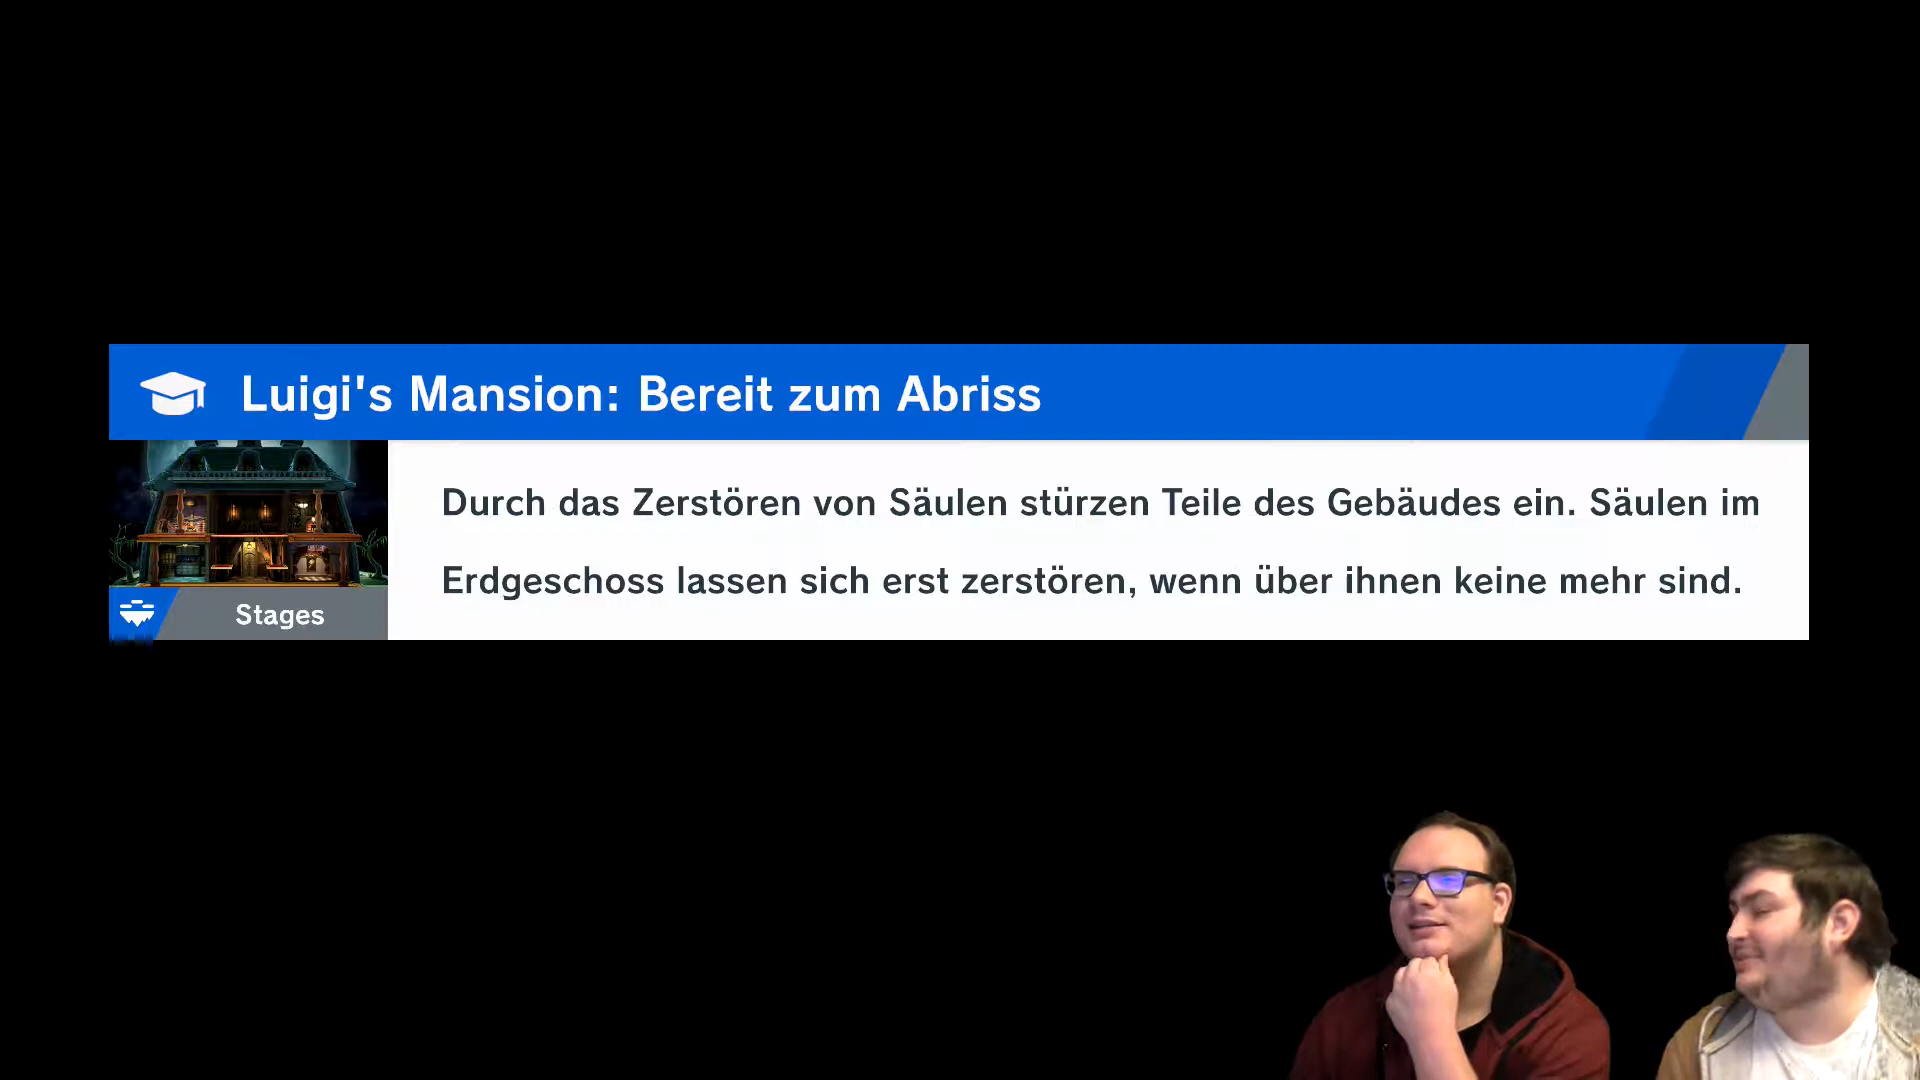 Luigi's Mansion: Bereit zum Abriss
Durch das Zerstören von Säulen stürzen Teile des Gebäudes ein. Säulen im
Erdgeschoss lassen sich erst zerstören, wenn über ihnen keine mehr sind.
Stages